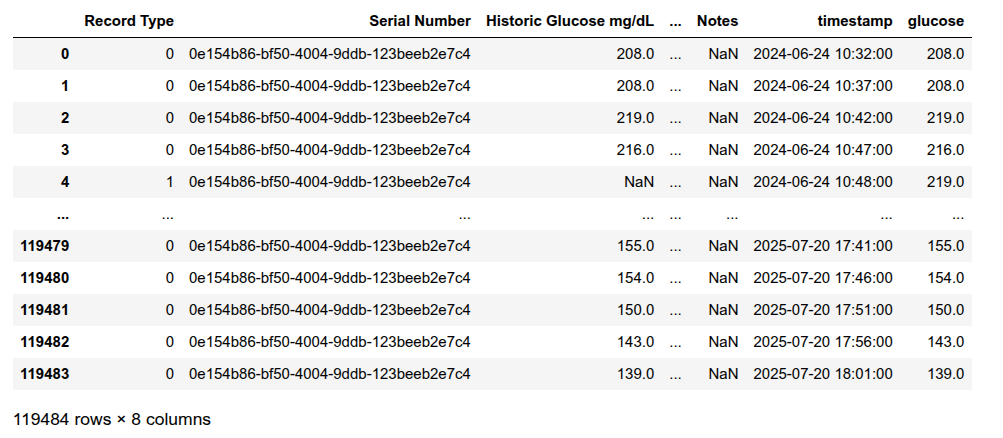 Record Type Serial Number Historic Glucose mg/dL ... Notes timestamp glucose
0 0 0e154b86-bf50-4004-9ddb-123beeb2e7c4 208.0 ... NaN 2024-06-24 10:32:00 208.0
1 0 0e154b86-bf50-4004-9ddb-123beeb2e7c4 208.0 ... NaN 2024-06-24 10:37:00 208.0
2 0 0e154b86-bf50-4004-9ddb-123beeb2e7c4 219.0 ... NaN 2024-06-24 10:42:00 219.0
3 0 0e154b86-bf50-4004-9ddb-123beeb2e7c4 216.0 ... NaN 2024-06-24 10:47:00 216.0
4 1 0e154b86-bf50-4004-9ddb-123beeb2e7c4 NaN ... NaN 2024-06-24 10:48:00 219.0
... ... ... ... ... ... ... ...
119479 0 0e154b86-bf50-4004-9ddb-123beeb2e7c4 155.0 ... NaN 2025-07-20 17:41:00 155.0
119480 0 0e154b86-bf50-4004-9ddb-123beeb2e7c4 154.0 ... NaN 2025-07-20 17:46:00 154.0
119481 0 0e154b86-bf50-4004-9ddb-123beeb2e7c4 150.0 ... NaN 2025-07-20 17:51:00 150.0
119482 0 0e154b86-bf50-4004-9ddb-123beeb2e7c4 143.0 ... NaN 2025-07-20 17:56:00 143.0
119483 0 0e154b86-bf50-4004-9ddb-123beeb2e7c4 139.0 ... NaN 2025-07-20 18:01:00 139.0
119484 rows × 8 columns